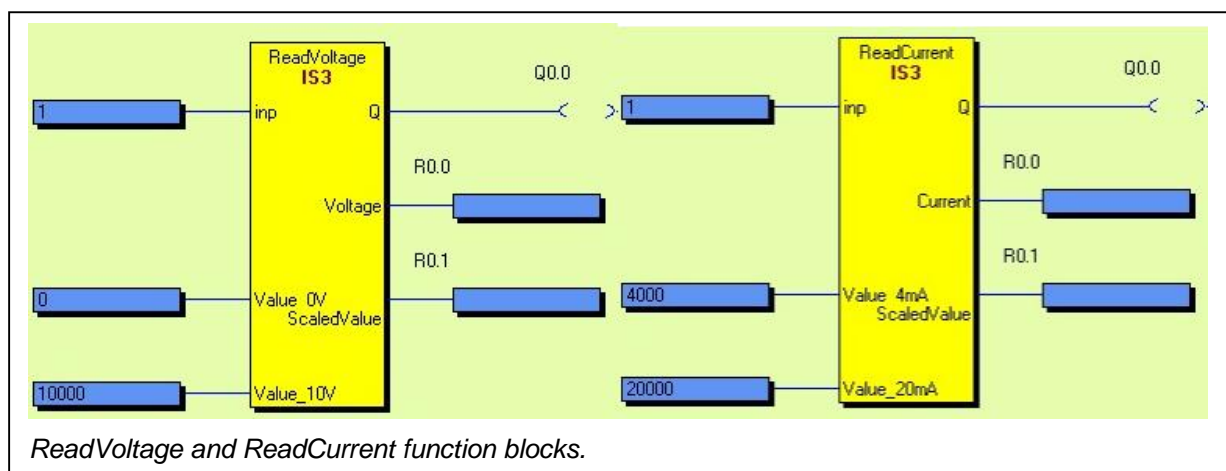 ReadVoltage
IS3
Q0.0
1
inp
Q
R0.0
Voltage
R0.1
0
Value_0V
ScaledValue
10000
Value_10V
ReadCurrent
IS3
Q0.0
1
inp
Q
R0.0
Current
R0.1
4000
Value_4mA
ScaledValue
20000
Value_20mA
ReadVoltage and ReadCurrent function blocks.